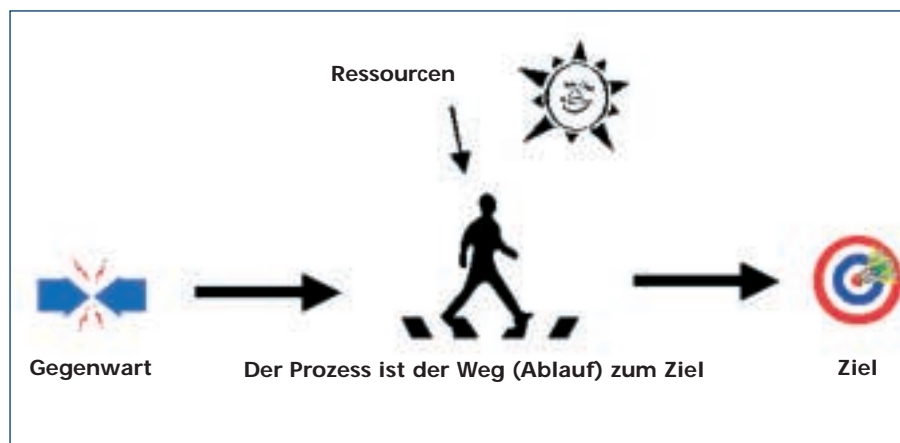 Ressourcen
Gegenwart
Der Prozess ist der Weg (Ablauf) zum Ziel
Ziel